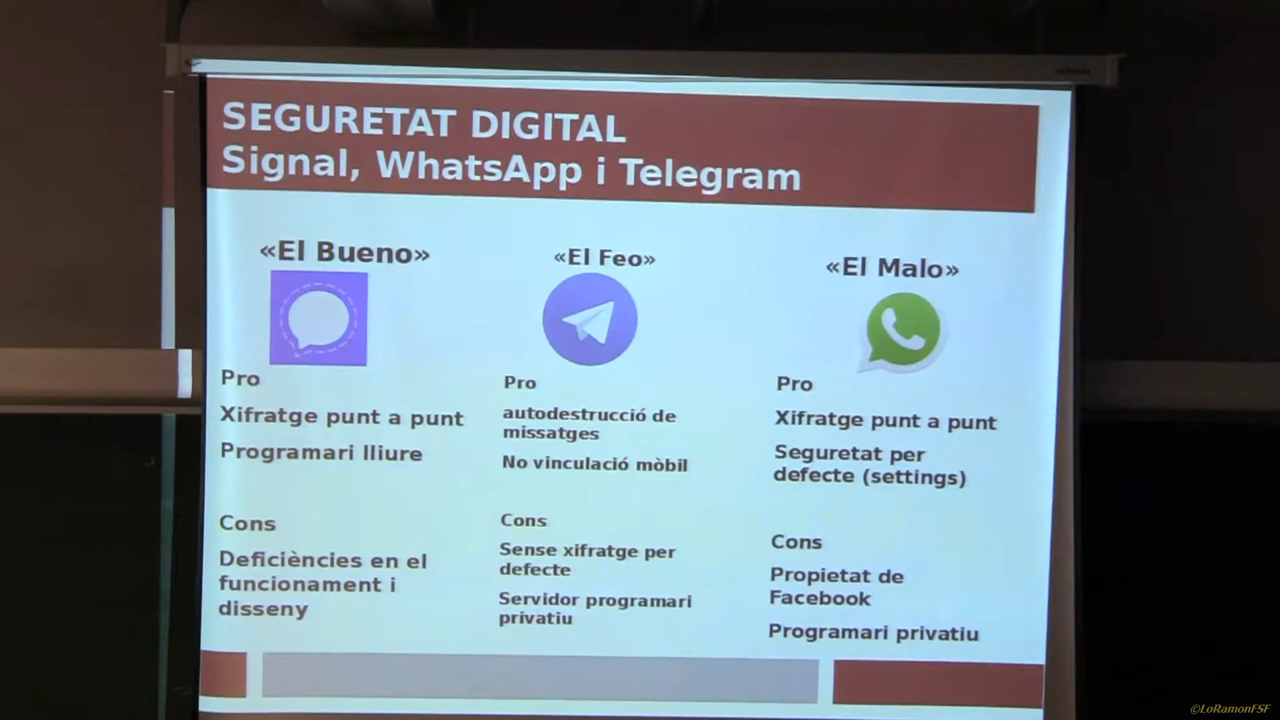 SEGURETAT DIGITAL
Signal, WhatsApp i Telegram
«El Bueno»
Pro
Xifratge punt a punt
Programari lliure
Cons
Deficiències en el
funcionament i
disseny
«El Feo»
Pro
autodestrucció de
missatges
No vinculació mòbil
Cons
Sense xifratge per
defecte
Servidor programari
privatiu
«El Malo»
Pro
Xifratge punt a punt
Seguretat per
defecte (settings)
Cons
Propietat de
Facebook
Programari privatiu
©LoRamonFSF